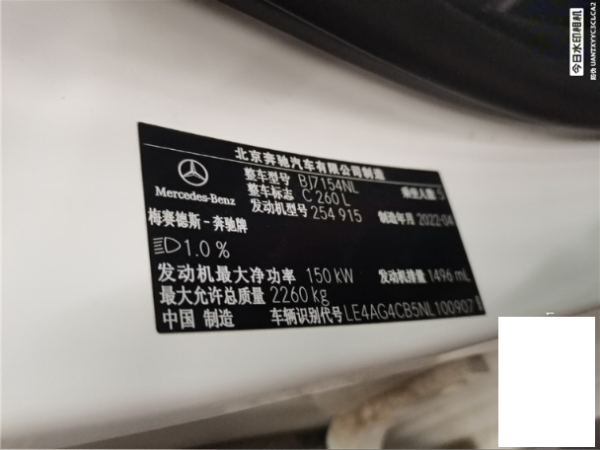 今日水印相机
防伪 UANTXYYC3CLCA2
北京奔驰汽车有限公司制造
Mercedes-Benz
整车型号 BJ7154NL 乘坐人数 5
整车标志 C 260 L
发动机型号 254 915 制造年月 2022-04
梅赛德斯-奔驰牌
1.0 %
发动机最大净功率 150 kW 发动机排量 1496 mL
最大允许总质量 2260 kg
中国 制造 车辆识别代号 LE4AG4CB5NL100907